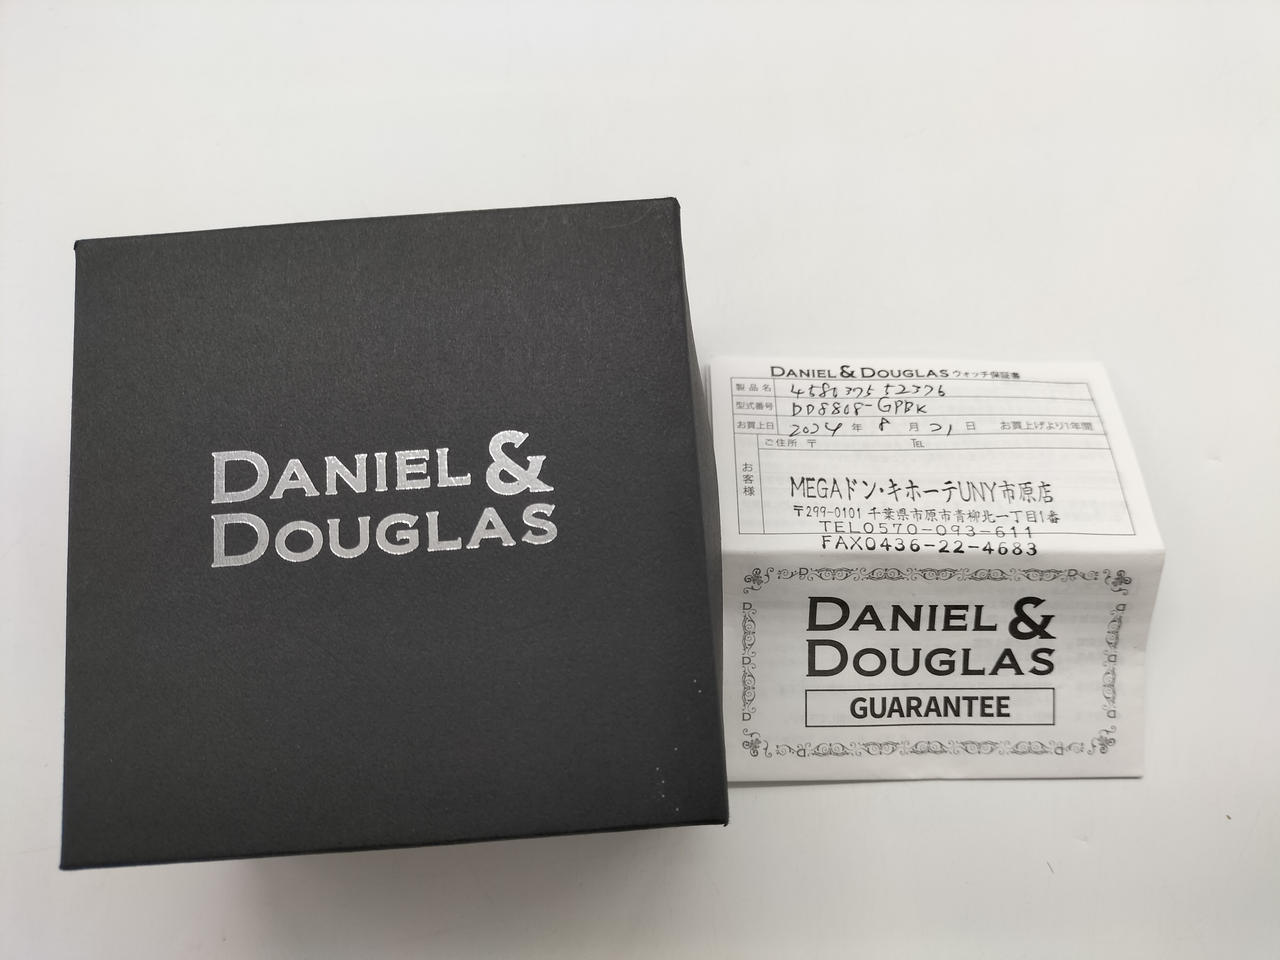 DANIEL &
DOUGLAS
DANIEL & DOUGLAS ウォッチ保証書
製品名
型式番号 DD8808-GPBK
お買上日 2024 年 8 月 21 日 お買上げより1年間
お客様 ご住所 〒 TEL
MEGAドン・キホーテUNY市原店
〒299-0101 千葉県市原市青柳北一丁目1番
TEL0570-093-611
FAX0436-22-4683
DANIEL &
DOUGLAS
GUARANTEE